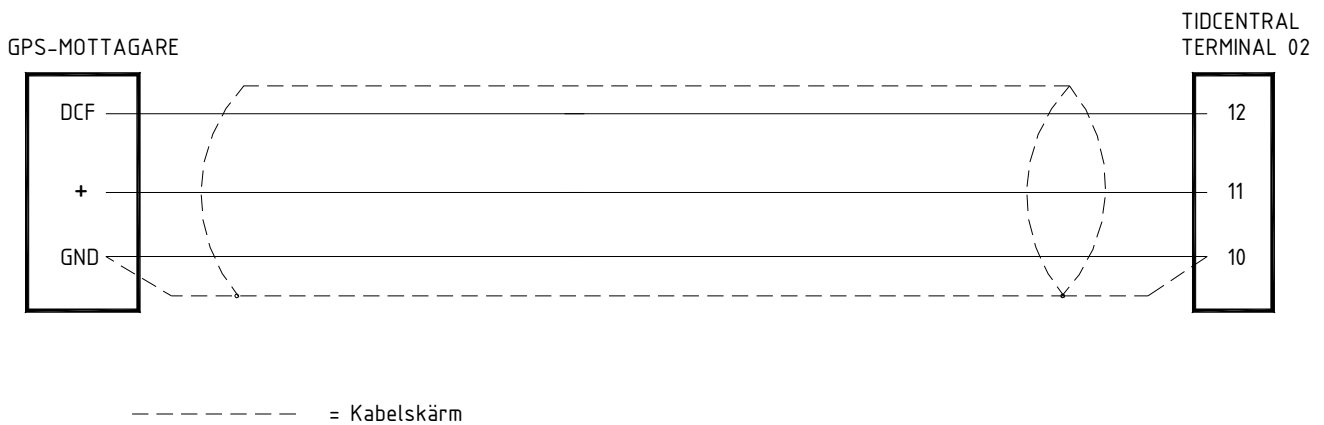 TIDCENTRAL
TERMINAL 02
GPS-MOTTAGARE
DCF
12
+
11
GND
10
= Kabelskärm